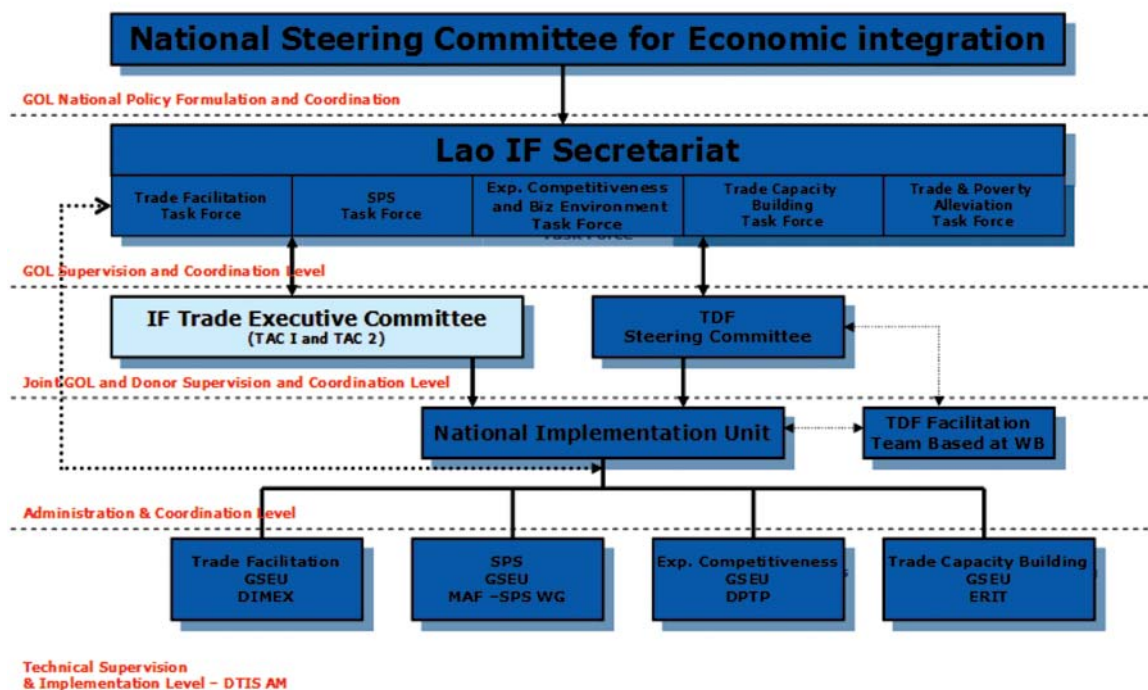 National Steering Committee for Economic integration
GOL National Policy Formulation and Coordination
Lao IF Secretariat
Trade Facilitation
Task Force
SPS
Task Force
Exp. Competitiveness
and Biz Environment
Task Force
Task Force
Trade Capacity
Building
Task Force
Trade & Poverty
Alleviation
Task Force
GOL Supervision and Coordination Level
IF Trade Executive Committee
(TAC I and TAC 2)
TDF
Steering Committee
Joint GOL and Donor Supervision and Coordination Level
National Implementation Unit
TDF Facilitation
Team Based at WB
Administration & Coordination Level
Trade Facilitation
GSEU
DIMEX
SPS
GSEU
MAF –SPS WG
Exp. Competitiveness
GSEU
DPTP
Trade Capacity Building
GSEU
ERIT
Technical Supervision
& Implementation Level – DTIS AM